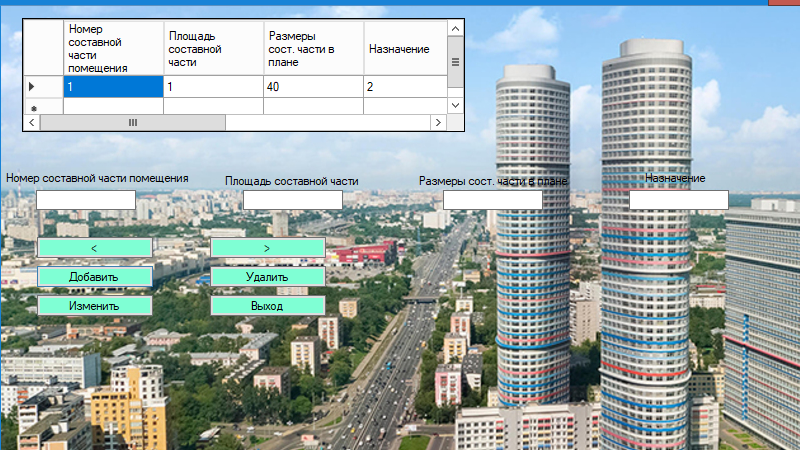 Номер
составной
части
помещения
Площадь
составной
части
Размеры
сост. части в
плане
Назначение
1 1 40 2
Номер составной части помещения
Площадь составной части
Размеры сост. части в плане
Назначение
< >
Добавить Удалить
Изменить Выход